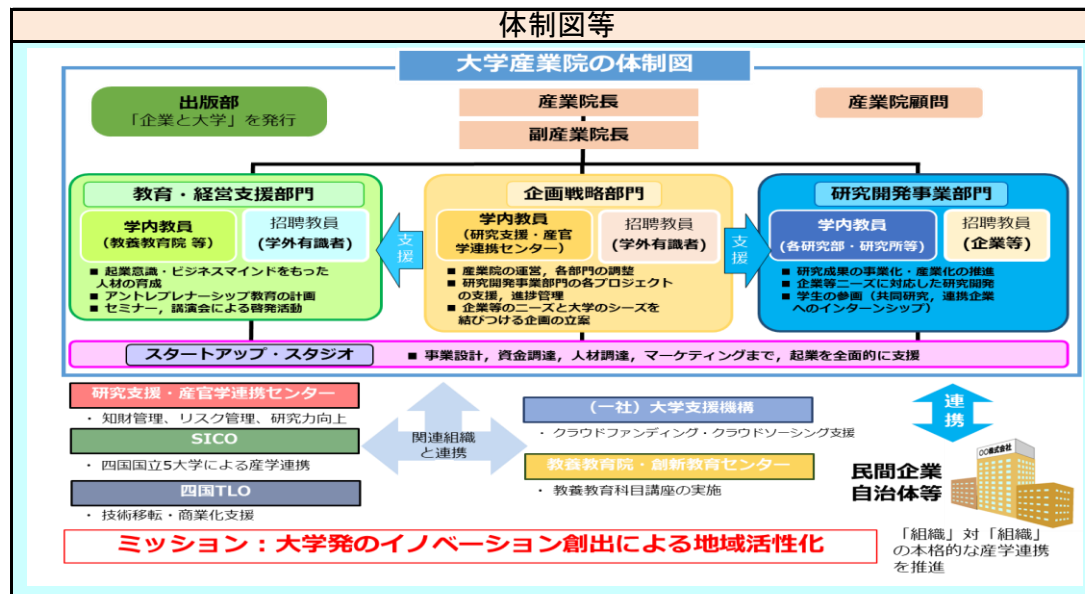 体制図等
大学産業院の体制図
出版部
「企業と大学」を発行
産業院長
副産業院長
産業院顧問
教育・経営支援部門
学内教員
(教養教育院 等)
招聘教員
(学外有識者)
■ 起業意識・ビジネスマインドをもった
人材の育成
■ アントレプレナーシップ教育の計画
■ セミナー，講演会による啓発活動
支援
企画戦略部門
学内教員
(研究支援・産官
学連携センター)
招聘教員
(学外有識者)
■ 産業院の運営，各部門の調整
■ 研究開発事業部門の各プロジェクト
の支援，進捗管理
■ 企業等のニーズと大学のシーズを
結びつける企画の立案
支援
研究開発事業部門
学内教員
(各研究部・研究所等)
招聘教員
(企業等)
■ 研究成果の事業化・産業化の推進
■ 企業等ニーズに対応した研究開発
■ 学生の参画（共同研究，連携企業
へのインターンシップ）
スタートアップ・スタジオ
■ 事業設計，資金調達，人材調達，マーケティングまで，起業を全面的に支援
研究支援・産官学連携センター
・ 知財管理、リスク管理、研究力向上
SICO
・ 四国国立5大学による産学連携
四国TLO
・ 技術移転・商業化支援
関連組織
と連携
(一社) 大学支援機構
・ クラウドファンディング・クラウドソーシング支援
教養教育院・創新教育センター
・ 教養教育科目講座の実施
連携
民間企業
自治体等
○○株式会社
「組織」対「組織」
の本格的な産学連携
を推進
ミッション：大学発のイノベーション創出による地域活性化